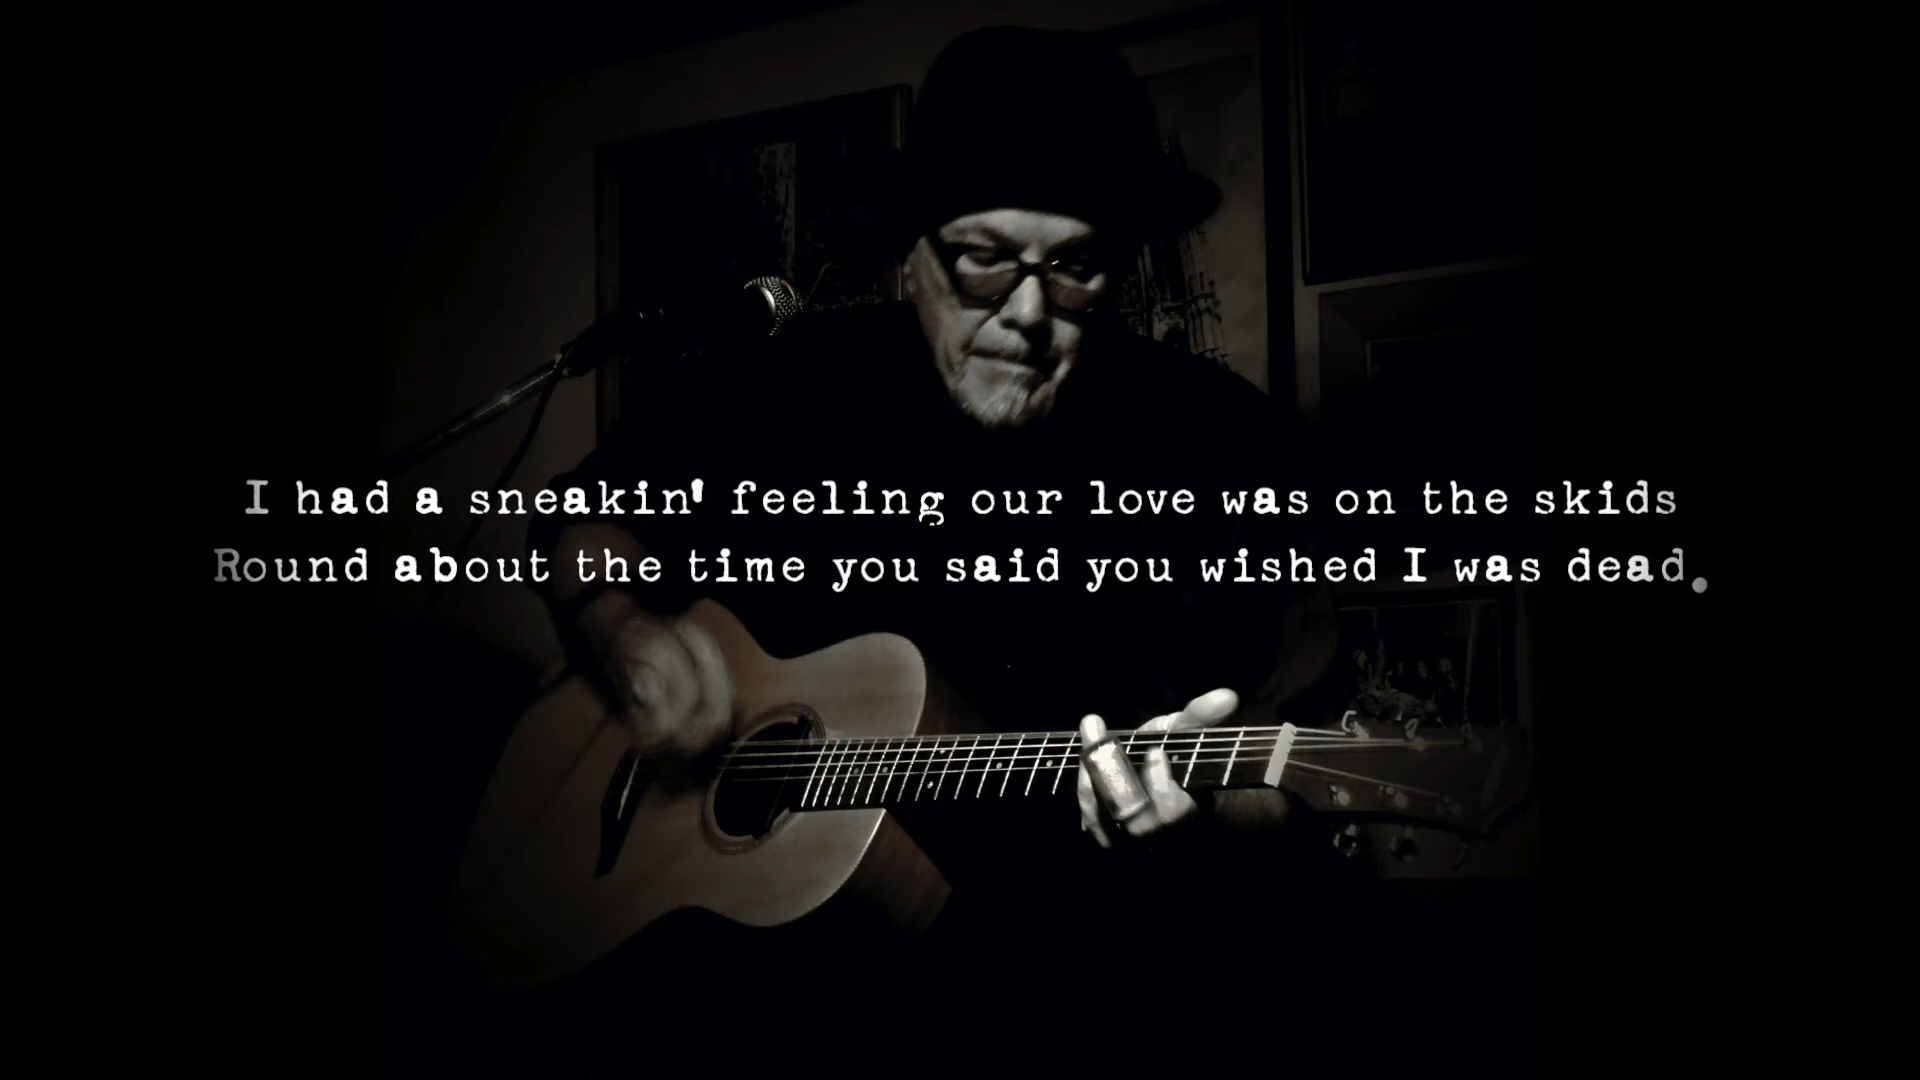 I had a sneakin' feeling our love was on the skids
Round about the time you said you wished I was dead.